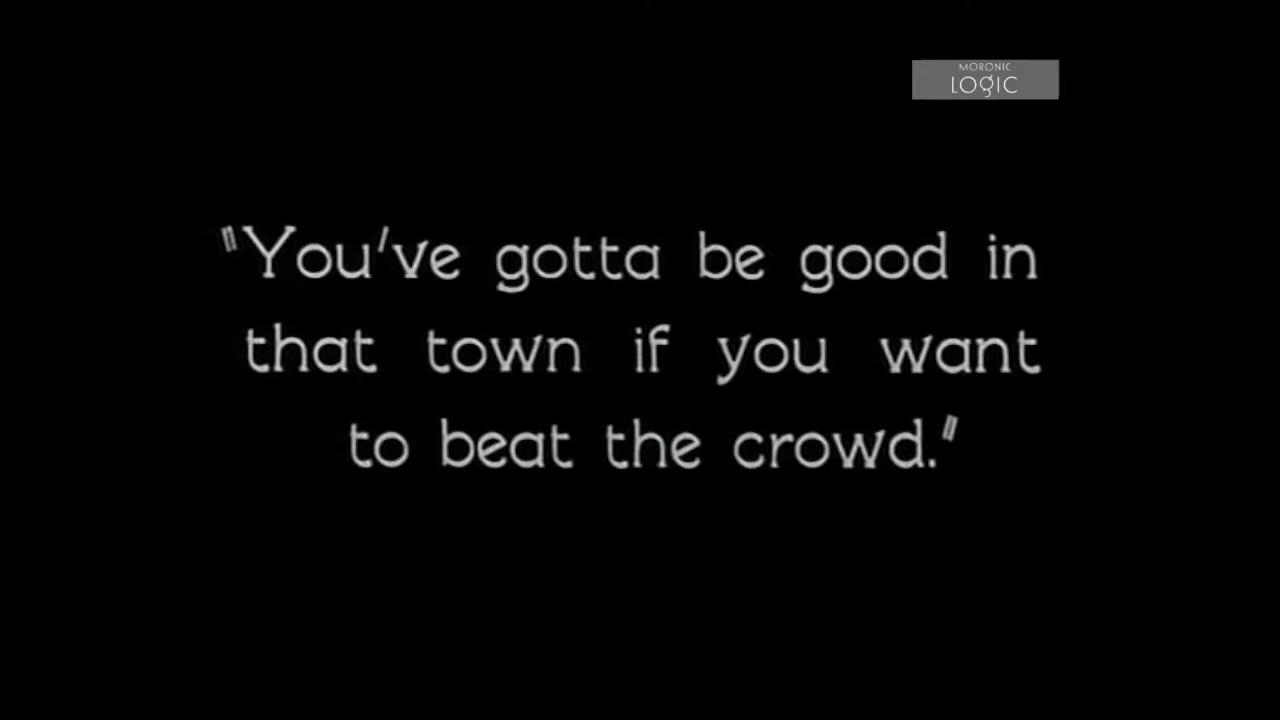 MORONIC
LOGIC
"You've gotta be good in
that town if you want
to beat the crowd."